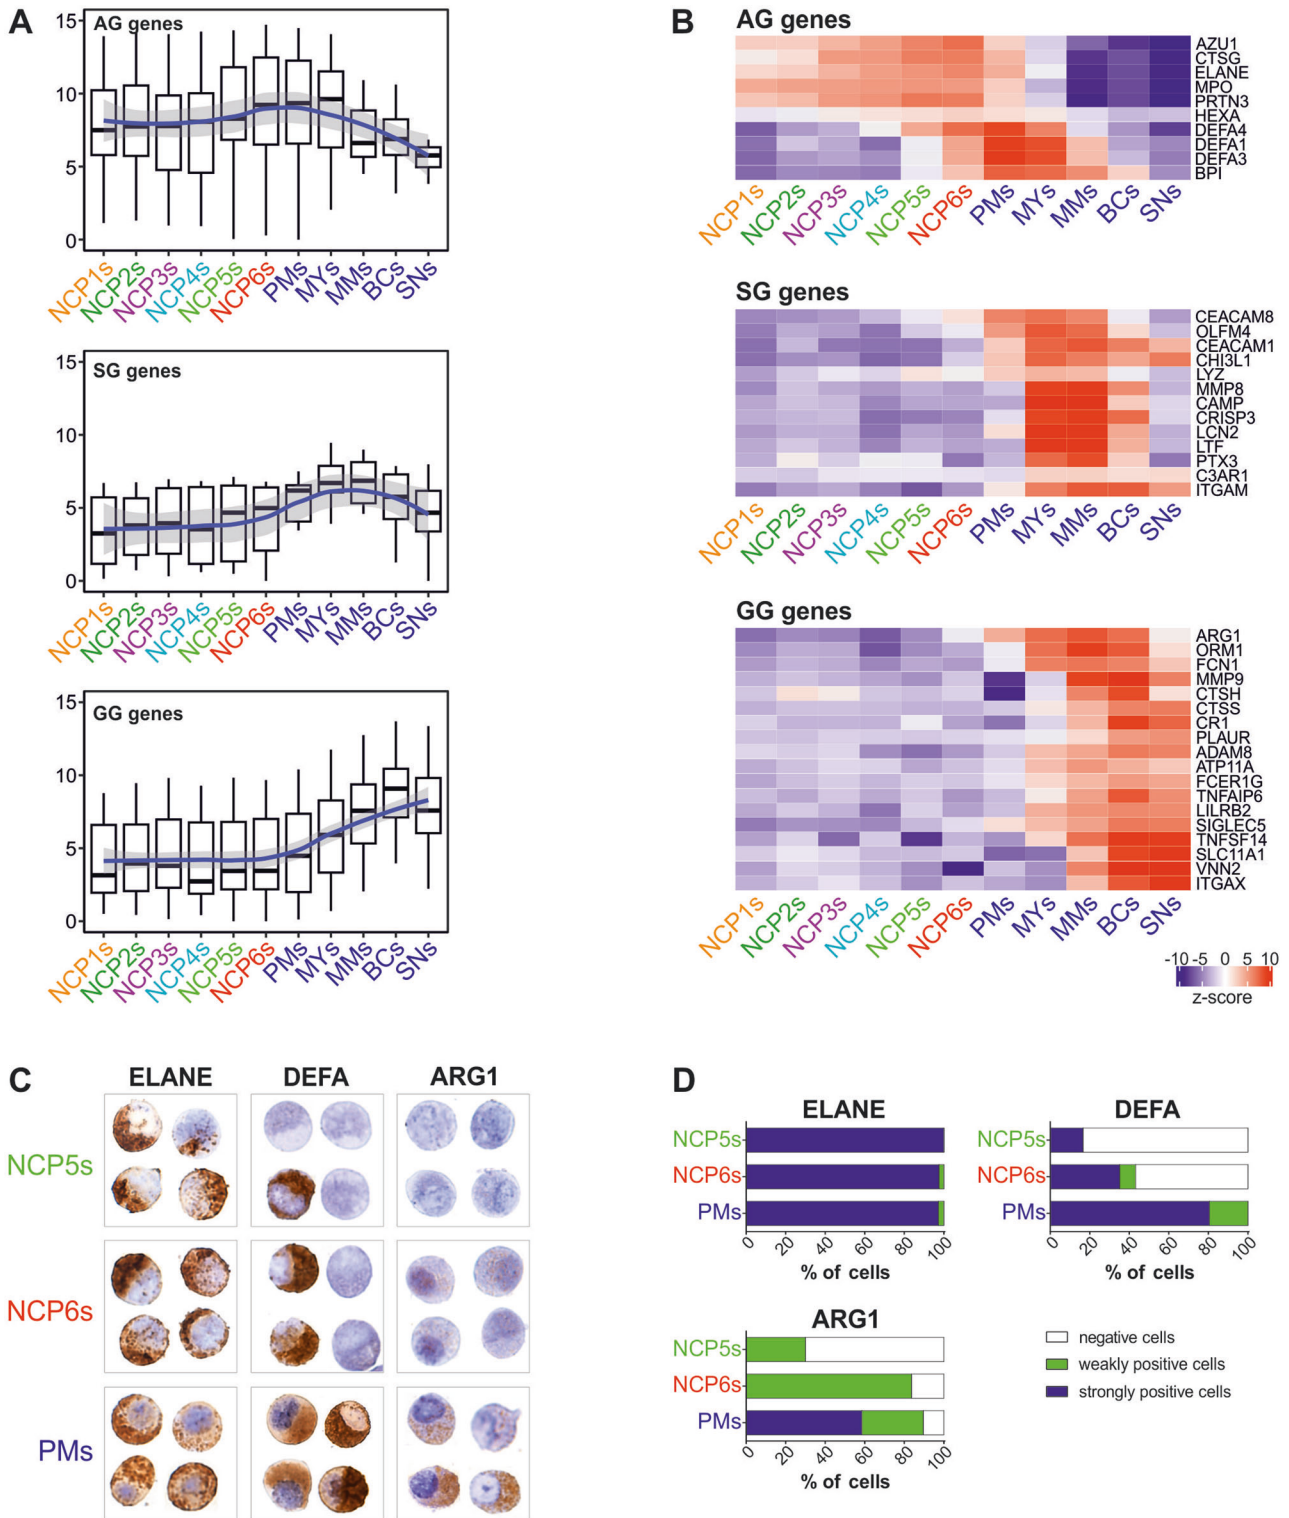 A
AG genes
15
10
5
0
NCP1s NCP2s NCP3s NCP4s NCP5s NCP6s PMs MYs MMs BCs SNs
SG genes
15
10
5
0
NCP1s NCP2s NCP3s NCP4s NCP5s NCP6s PMs MYs MMs BCs SNs
GG genes
15
10
5
0
NCP1s NCP2s NCP3s NCP4s NCP5s NCP6s PMs MYs MMs BCs SNs
B
AG genes
AZU1
CTSG
ELANE
MPO
PRTN3
HEXA
DEFA4
DEFA1
DEFA3
BPI
NCP1s NCP2s NCP3s NCP4s NCP5s NCP6s PMs MYs MMs BCs SNs
SG genes
CEACAM8
OLFM4
CEACAM1
CHI3L1
LYZ
MMP8
CAMP
CRISP3
LCN2
LTF
PTX3
C3AR1
ITGAM
NCP1s NCP2s NCP3s NCP4s NCP5s NCP6s PMs MYs MMs BCs SNs
GG genes
ARG1
ORM1
FCN1
MMP9
CTSH
CTSS
CR1
PLAUR
ADAM8
ATP11A
FCER1G
TNFAIP6
LILRB2
SIGLEC5
TNFSF14
SLC11A1
VNN2
ITGAX
NCP1s NCP2s NCP3s NCP4s NCP5s NCP6s PMs MYs MMs BCs SNs
-10 -5 0 5 10
z-score
C
ELANE DEFA ARG1
NCP5s
NCP6s
PMs
D
ELANE
NCP5s
NCP6s
PMs
0 20 40 60 80 100
% of cells
DEFA
NCP5s
NCP6s
PMs
0 20 40 60 80 100
% of cells
ARG1
NCP5s
NCP6s
PMs
0 20 40 60 80 100
% of cells
negative cells
weakly positive cells
strongly positive cells